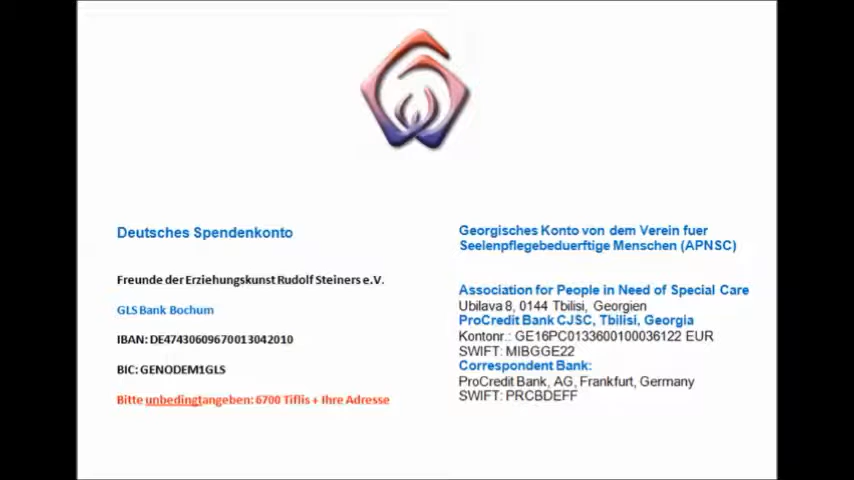 Deutsches Spendenkonto
Freunde der Erziehungskunst Rudolf Steiners e.V.
GLS Bank Bochum
IBAN: DE47430609670013042010
BIC: GENODEM1GLS
Bitte unbedingtangeben: 6700 Tiflis + Ihre Adresse
Georgisches Konto von dem Verein fuer
Seelenpflegebeduerftige Menschen (APNSC)
Association for People in Need of Special Care
Ubilava 8, 0144 Tbilisi, Georgien
ProCredit Bank CJSC, Tbilisi, Georgia
Kontonr.: GE16PC0133600100036122 EUR
SWIFT: MIBGGE22
Correspondent Bank:
ProCredit Bank, AG, Frankfurt, Germany
SWIFT: PRCBDEFF